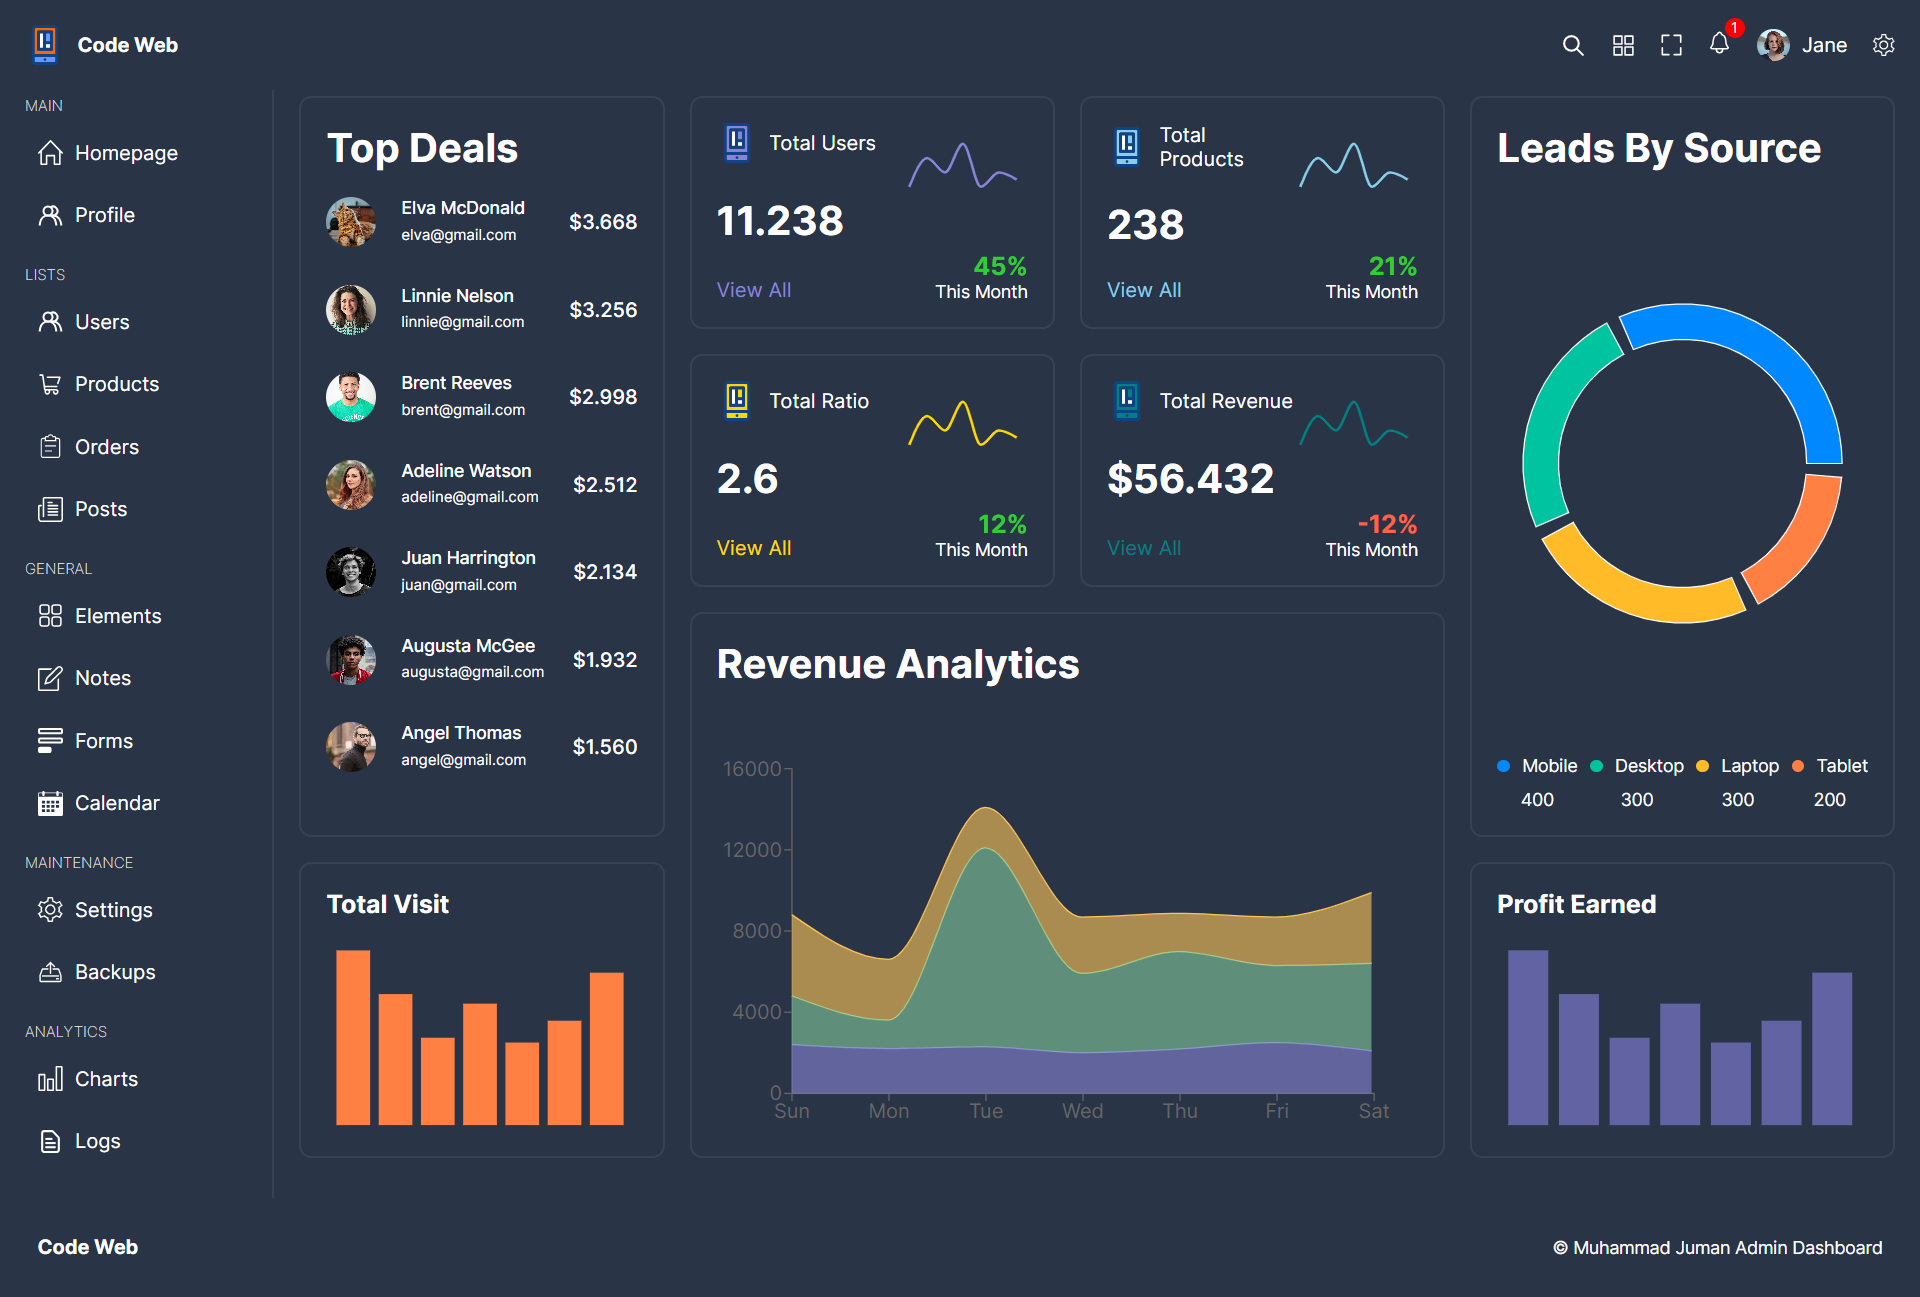 Code Web
1
Jane
MAIN
Homepage
Profile
LISTS
Users
Products
Orders
Posts
GENERAL
Elements
Notes
Forms
Calendar
MAINTENANCE
Settings
Backups
ANALYTICS
Charts
Logs
Top Deals
Elva McDonald
elva@gmail.com
$3.668
Linnie Nelson
linnie@gmail.com
$3.256
Brent Reeves
brent@gmail.com
$2.998
Adeline Watson
adeline@gmail.com
$2.512
Juan Harrington
juan@gmail.com
$2.134
Augusta McGee
augusta@gmail.com
$1.932
Angel Thomas
angel@gmail.com
$1.560
Total Visit
Total Users
11.238
View All
45%
This Month
Total
Products
238
View All
21%
This Month
Total Ratio
2.6
View All
12%
This Month
Total Revenue
$56.432
View All
-12%
This Month
Revenue Analytics
16000
12000
8000
4000
0
Sun Mon Tue Wed Thu Fri Sat
Leads By Source
Mobile Desktop Laptop Tablet
400 300 300 200
Profit Earned
Code Web
© Muhammad Juman Admin Dashboard